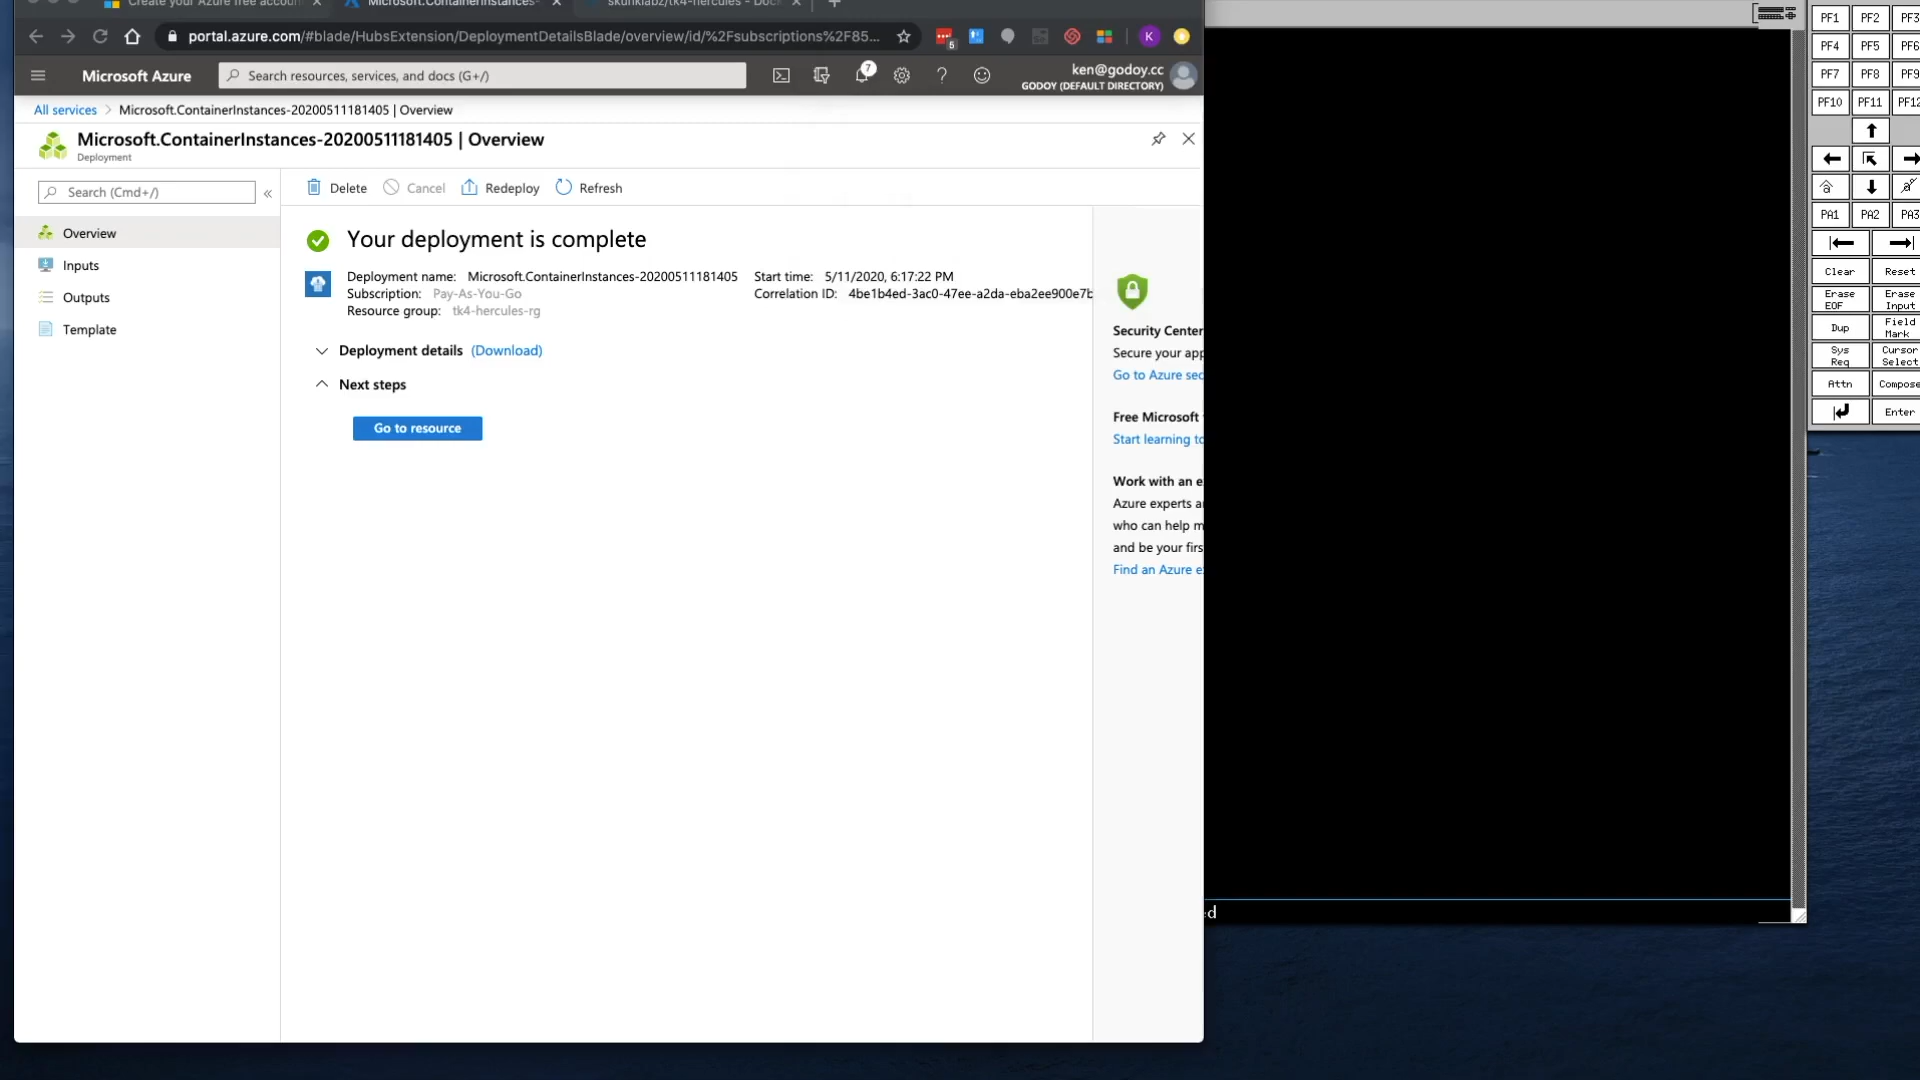 Create your Azure free accoun
Microsoft.ContainerInstances-
skunklabz/tk4-hercules - Dock
portal.azure.com/#blade/HubsExtension/DeploymentDetailsBlade/overview/id/%2Fsubscriptions%2F85...
5
K
Microsoft Azure
Search resources, services, and docs (G+/)
7
ken@godoy.cc
GODOY (DEFAULT DIRECTORY)
All services > Microsoft.ContainerInstances-20200511181405 | Overview
Microsoft.ContainerInstances-20200511181405 | Overview
Deployment
Search (Cmd+/)
«
Overview
Inputs
Outputs
Template
Delete
Cancel
Redeploy
Refresh
Your deployment is complete
Deployment name: Microsoft.ContainerInstances-20200511181405
Subscription: Pay-As-You-Go
Resource group: tk4-hercules-rg
Start time: 5/11/2020, 6:17:22 PM
Correlation ID: 4be1b4ed-3ac0-47ee-a2da-eba2ee900e7b
Deployment details (Download)
Next steps
Go to resource
Security Center
Secure your app
Go to Azure sec
Free Microsoft
Start learning to
Work with an e
Azure experts a
who can help m
and be your firs
Find an Azure e
ed
PF1 PF2 PF3
PF4 PF5 PF6
PF7 PF8 PF9
PF10 PF11 PF12
PA1 PA2 PA3
Clear Reset
Erase EOF
Erase Input
Dup
Field Mark
Sys Req
Cursor Select
Attn Compose
Enter